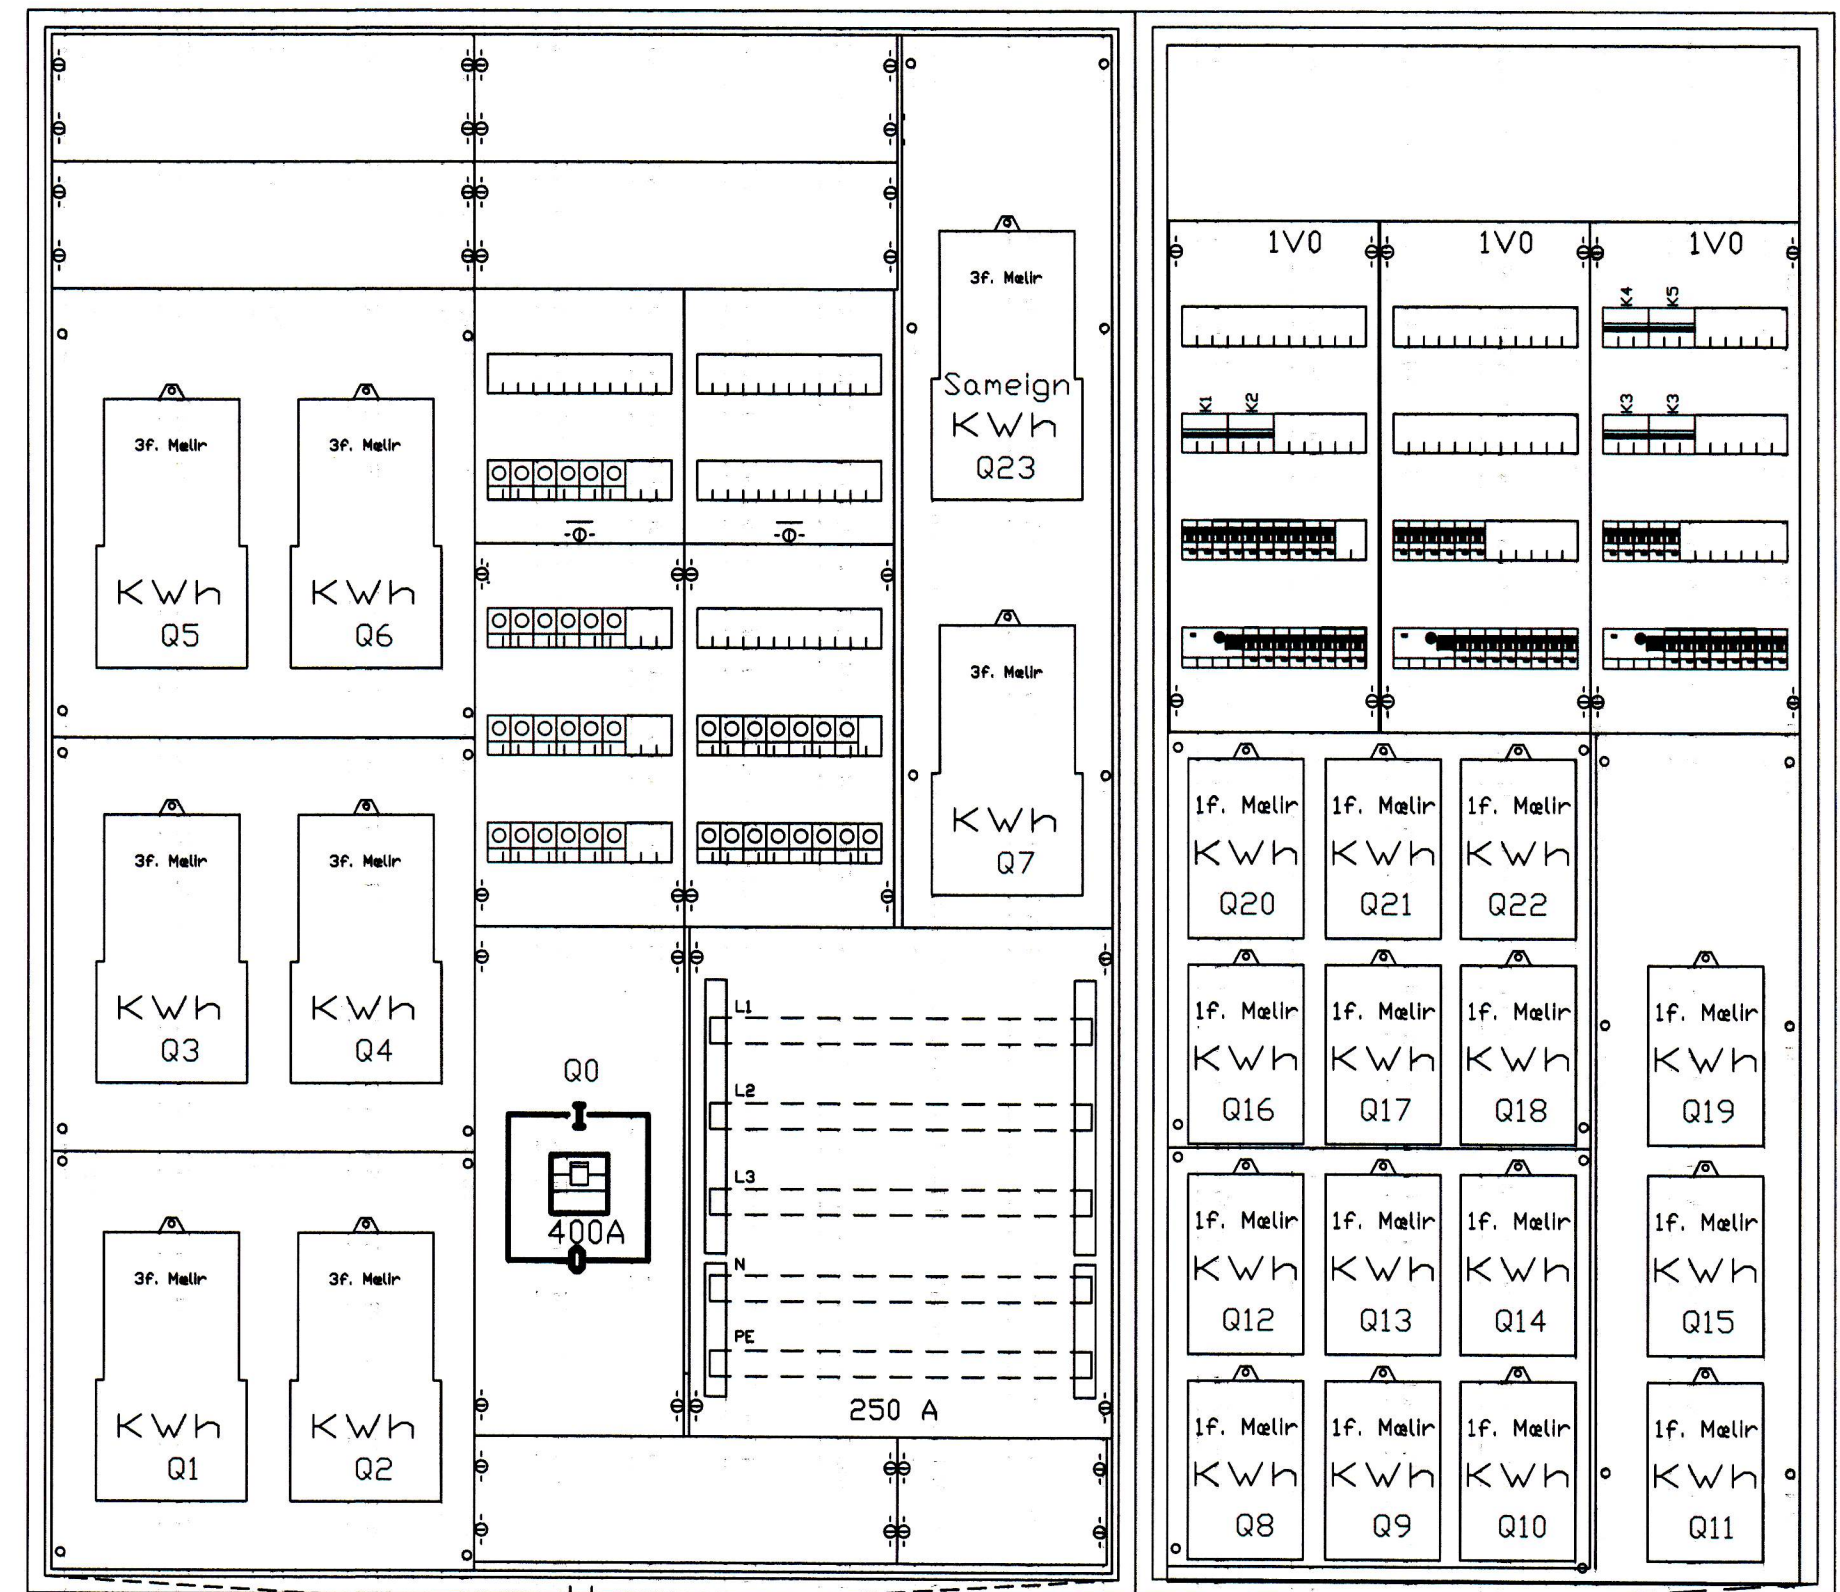 3f. Mælir
KWh
Q5
3f. Mælir
KWh
Q6
3f. Mælir
KWh
Q3
3f. Mælir
KWh
Q4
3f. Mælir
KWh
Q1
3f. Mælir
KWh
Q2
3f. Mælir
Sameign
KWh
Q23
3f. Mælir
KWh
Q7
Q0
400A
L1
L2
L3
N
PE
250 A
1V0
1V0
1V0
K4
K5
K1
K2
K3
K3
1f. Mælir
KWh
Q20
1f. Mælir
KWh
Q21
1f. Mælir
KWh
Q22
1f. Mælir
KWh
Q16
1f. Mælir
KWh
Q17
1f. Mælir
KWh
Q18
1f. Mælir
KWh
Q19
1f. Mælir
KWh
Q12
1f. Mælir
KWh
Q13
1f. Mælir
KWh
Q14
1f. Mælir
KWh
Q15
1f. Mælir
KWh
Q8
1f. Mælir
KWh
Q9
1f. Mælir
KWh
Q10
1f. Mælir
KWh
Q11